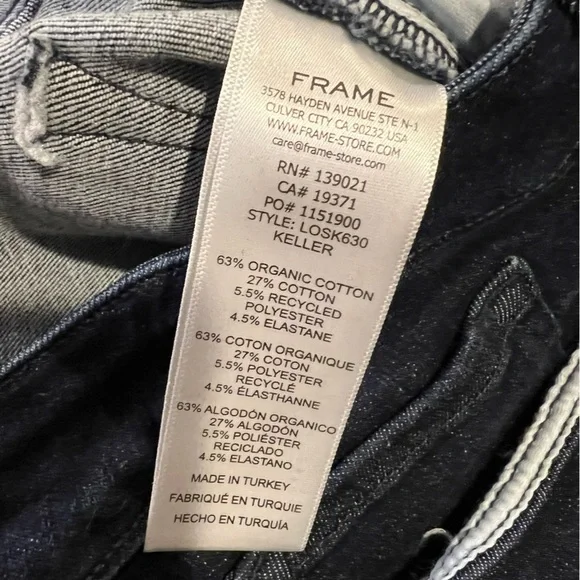 FRAME
3578 HAYDEN AVENUE STE N-1
CULVER CITY CA 90232 USA
WWW.FRAME-STORE.COM
care@frame-store.com
RN# 139021
CA# 19371
PO# 1151900
STYLE: LOSK630
KELLER
63% ORGANIC COTTON
27% COTTON
5.5% RECYCLED
POLYESTER
4.5% ELASTANE
63% COTON ORGANIQUE
27% COTON
5.5% POLYESTER
RECYCLÉ
4.5% ÉLASTHANNE
63% ALGODÓN ORGANICO
27% ALGODÓN
5.5% POLIÉSTER
RECICLADO
4.5% ELASTANO
MADE IN TURKEY
FABRIQUÉ EN TURQUIE
HECHO EN TURQUÍA